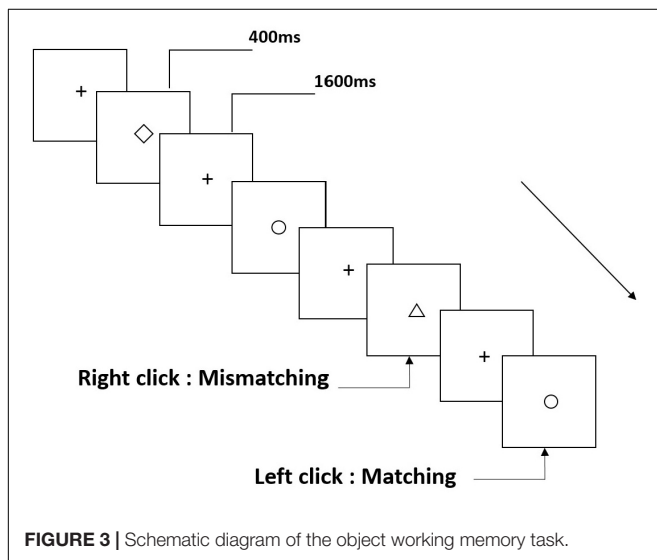 400ms
1600ms
Right click : Mismatching
Left click : Matching
FIGURE 3 | Schematic diagram of the object working memory task.